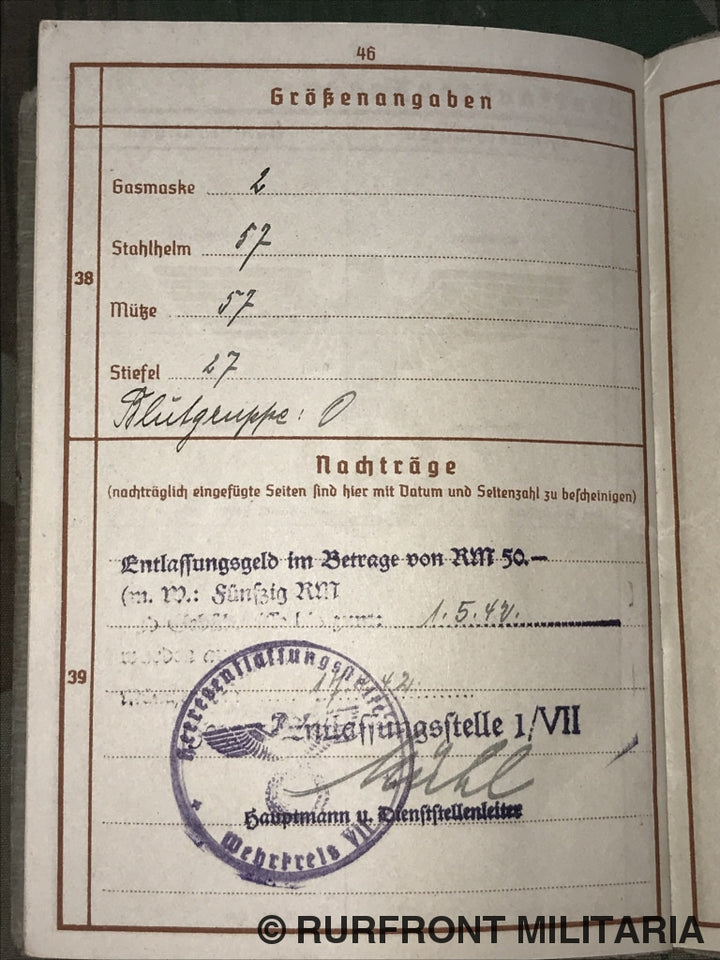 46
Größenangaben
38
Gasmaske 2
Stahlhelm 57
Mütze 57
Stiefel 27
Blutgruppe: O
Nachträge
(nachträglich eingefügte Seiten sind hier mit Datum und Seitenzahl zu bescheinigen)
39
Entlassungsgeld im Betrage von RM 50.–
(m. W.: Fünfzig RM
1.5.42.
42
Entlassungsstelle 1/VII
Hauptmann u. Dienststellenleiter
Heeresentlassungsstelle
Wehrkreis VII
© RURFRONT MILITARIA